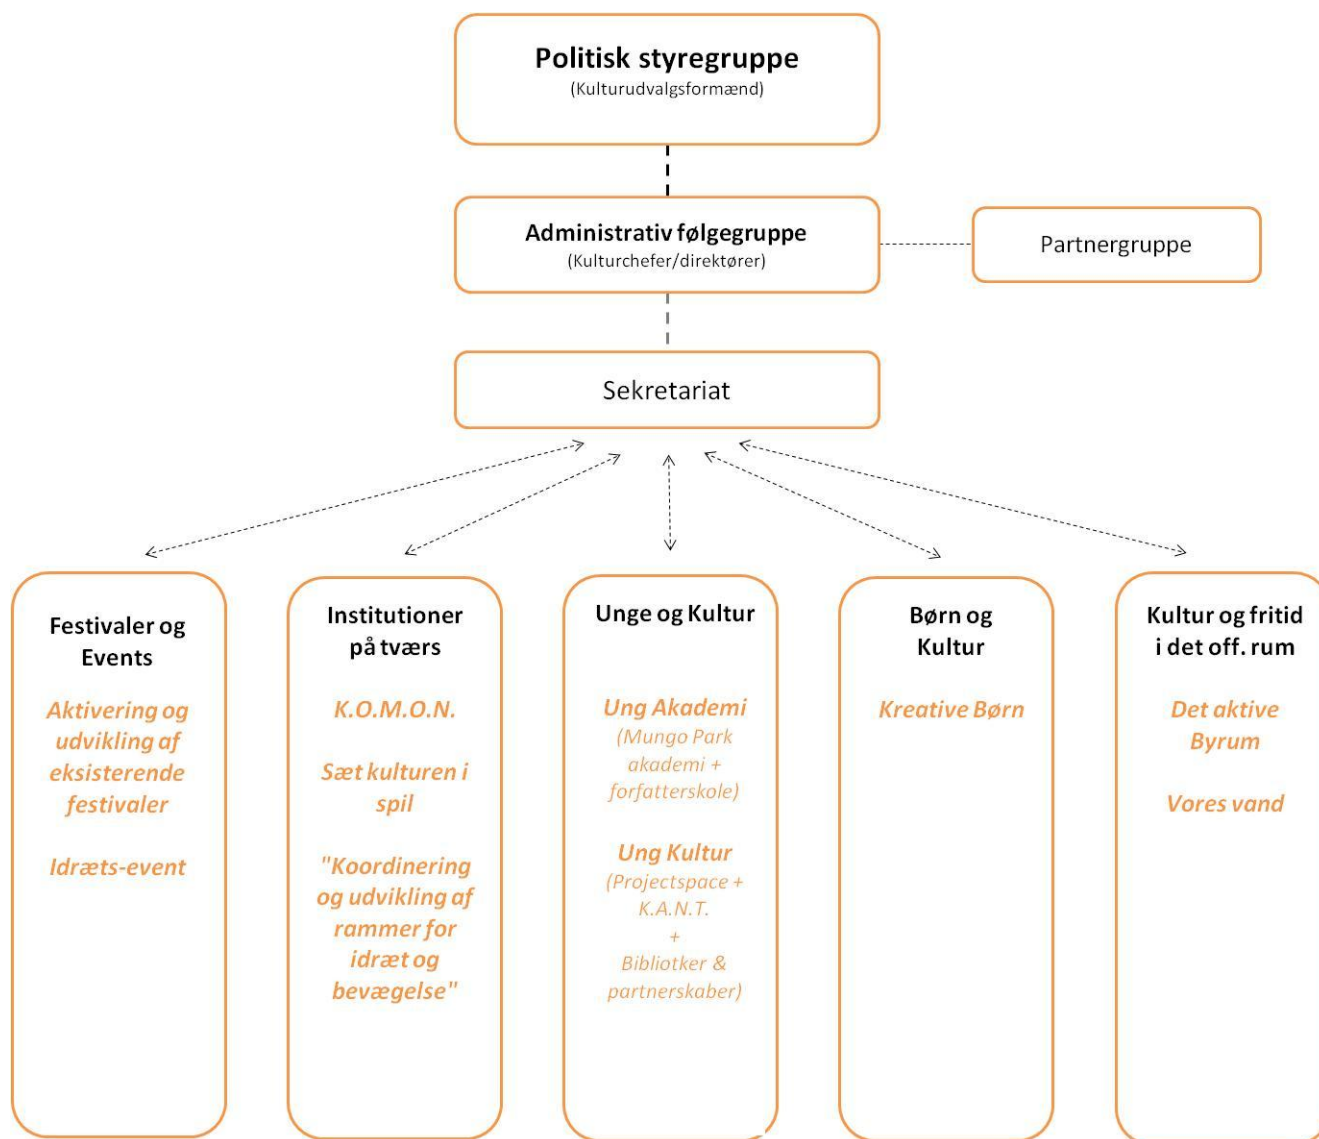 Politisk styregruppe
(Kulturudvalgsformænd)
Administrativ følgegruppe
(Kulturchefer/direktører)
Partnergruppe
Sekretariat
Festivaler og
Events
Aktivering og
udvikling af
eksisterende
festivaler
Idræts-event
Institutioner
på tværs
K.O.M.O.N.
Sæt kulturen i
spil
"Koordinering
og udvikling af
rammer for
idræt og
bevægelse"
Unge og Kultur
Ung Akademi
(Mungo Park
akademi +
forfatterskole)
Ung Kultur
(Projectspace +
K.A.N.T.
+
Bibliotker &
partnerskaber)
Børn og
Kultur
Kreative Børn
Kultur og fritid
i det off. rum
Det aktive
Byrum
Vores vand